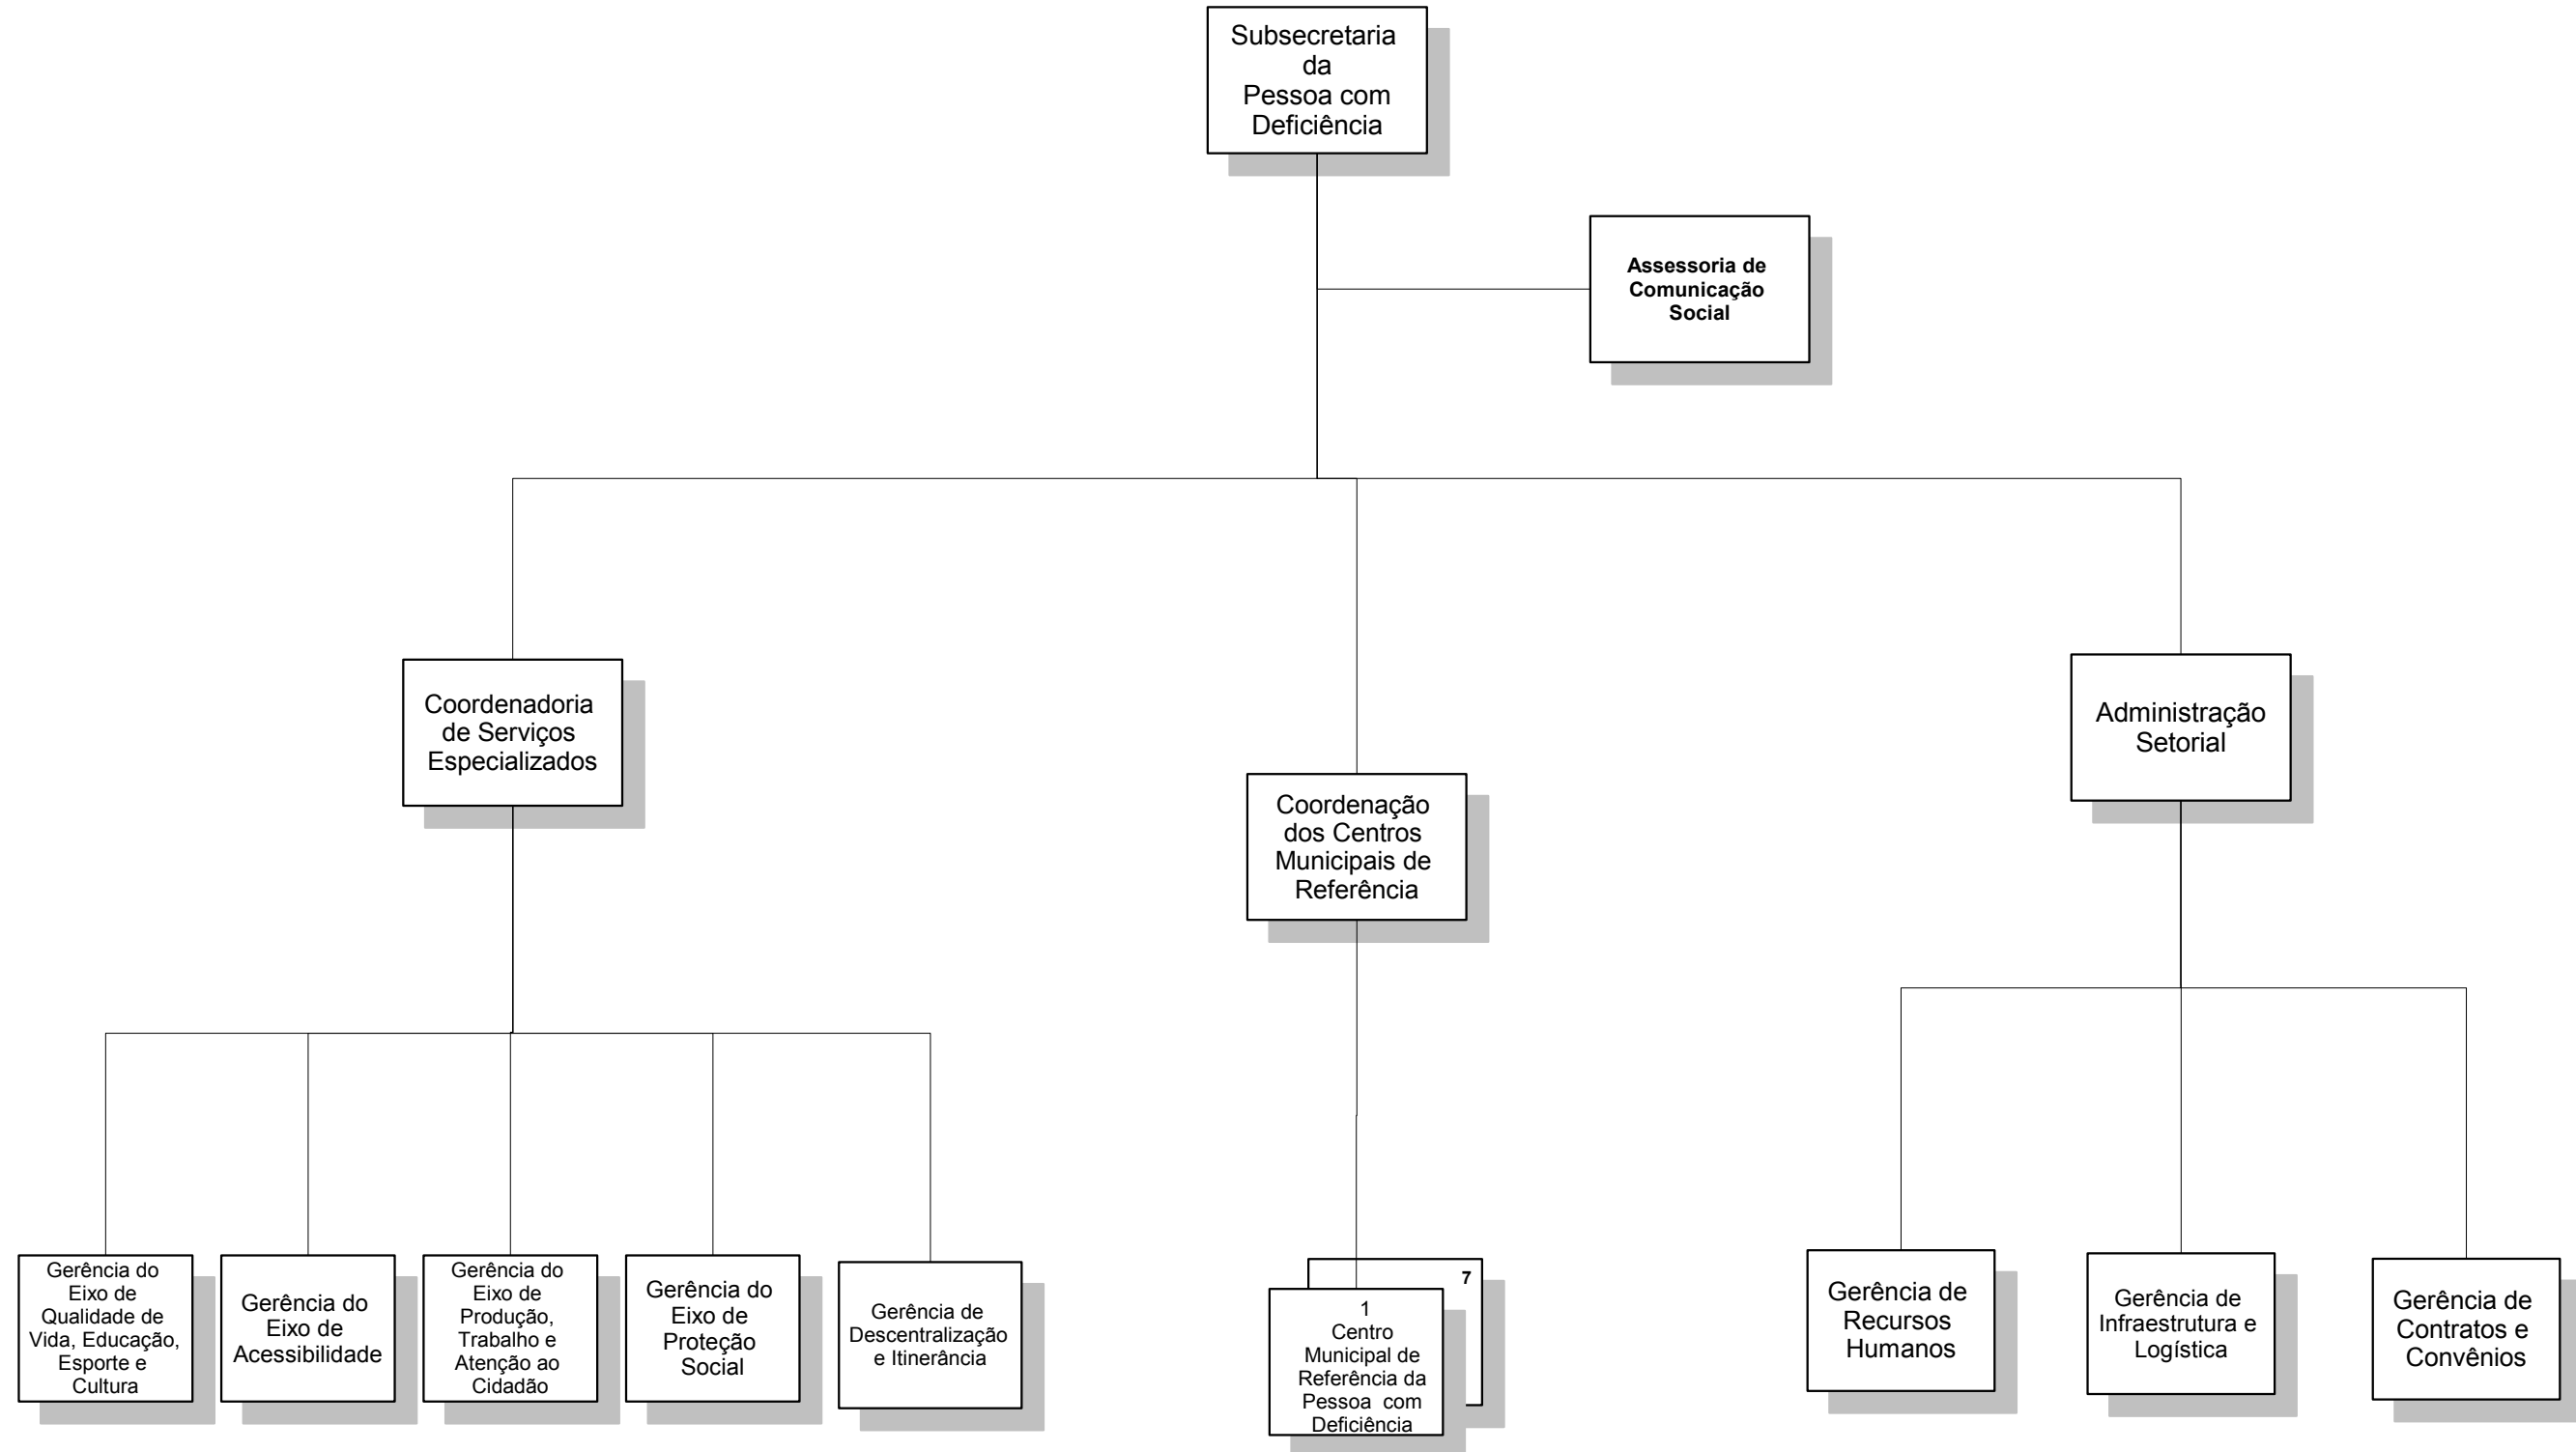 Subsecretaria
da
Pessoa com
Deficiência
Assessoria de
Comunicação
Social
Coordenadoria
de Serviços
Especializados
Coordenação
dos Centros
Municipais de
Referência
Administração
Setorial
Gerência do
Eixo de
Qualidade de
Vida, Educação,
Esporte e
Cultura
Gerência do
Eixo de
Acessibilidade
Gerência do
Eixo de
Produção,
Trabalho e
Atenção ao
Cidadão
Gerência do
Eixo de
Proteção
Social
Gerência de
Descentralização
e Itinerância
7
1
Centro
Municipal de
Referência da
Pessoa com
Deficiência
Gerência de
Recursos
Humanos
Gerência de
Infraestrutura e
Logística
Gerência de
Contratos e
Convênios